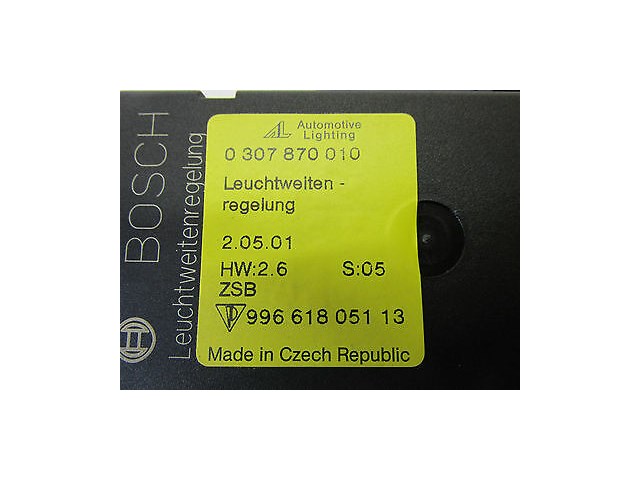 BOSCH
Leuchtweitenregelung
AL Automotive
Lighting
0 307 870 010
Leuchtweiten -
regelung
2.05.01
HW:2.6 S:05
ZSB
996 618 051 13
Made in Czech Republic